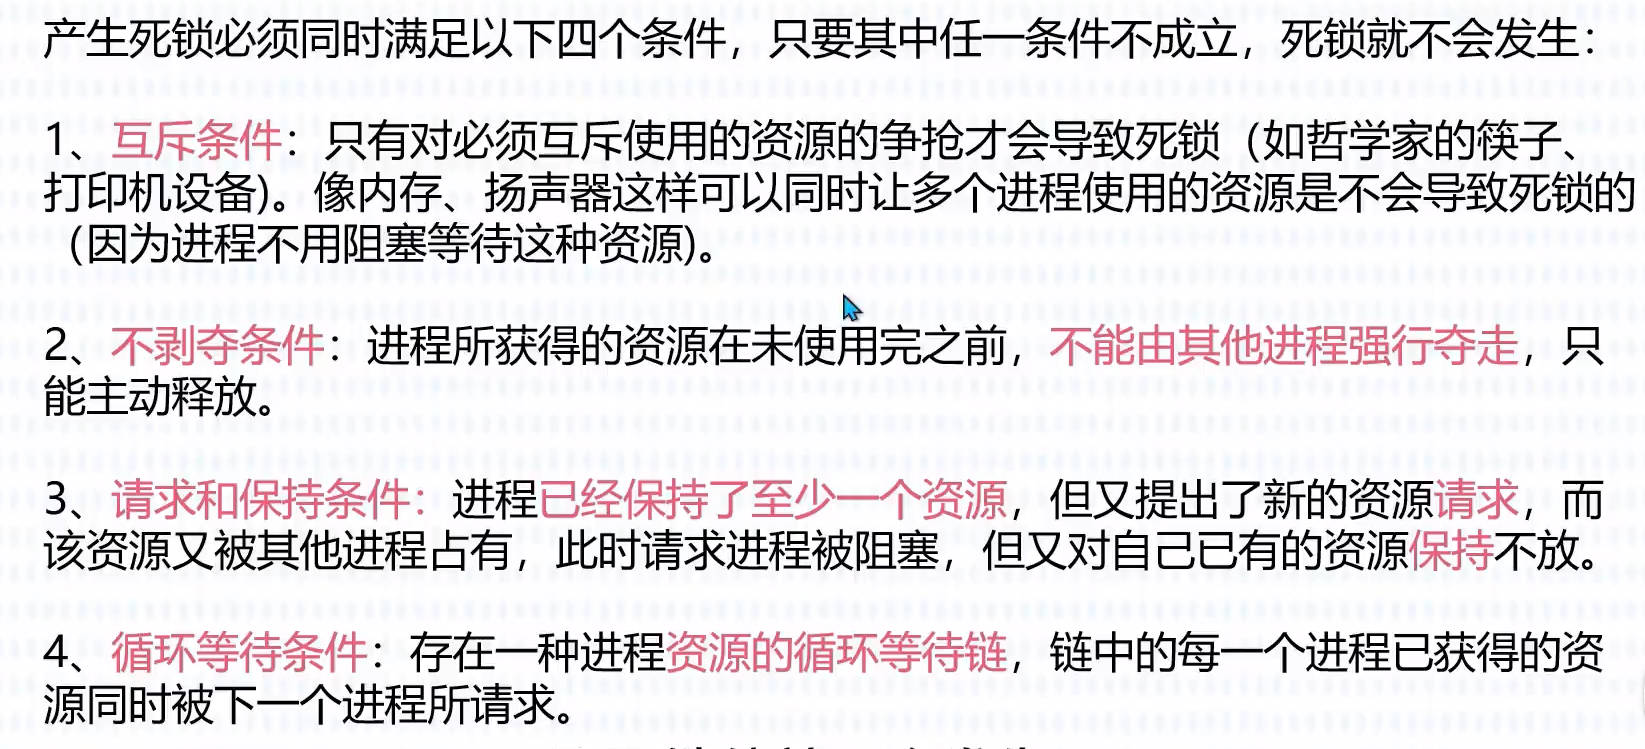 产生死锁必须同时满足以下四个条件，只要其中任一条件不成立，死锁就不会发生：
1、互斥条件：只有对必须互斥使用的资源的争抢才会导致死锁（如哲学家的筷子、
打印机设备)。像内存、扬声器这样可以同时让多个进程使用的资源是不会导致死锁的
（因为进程不用阻塞等待这种资源)。
2、不剥夺条件：进程所获得的资源在未使用完之前，不能由其他进程强行夺走，只
能主动释放。
3、请求和保持条件：进程已经保持了至少一个资源，但又提出了新的资源请求，而
该资源又被其他进程占有，此时请求进程被阻塞，但又对自己已有的资源保持不放。
4、循环等待条件：存在一种进程资源的循环等待链，链中的每一个进程已获得的资
源同时被下一个进程所请求。